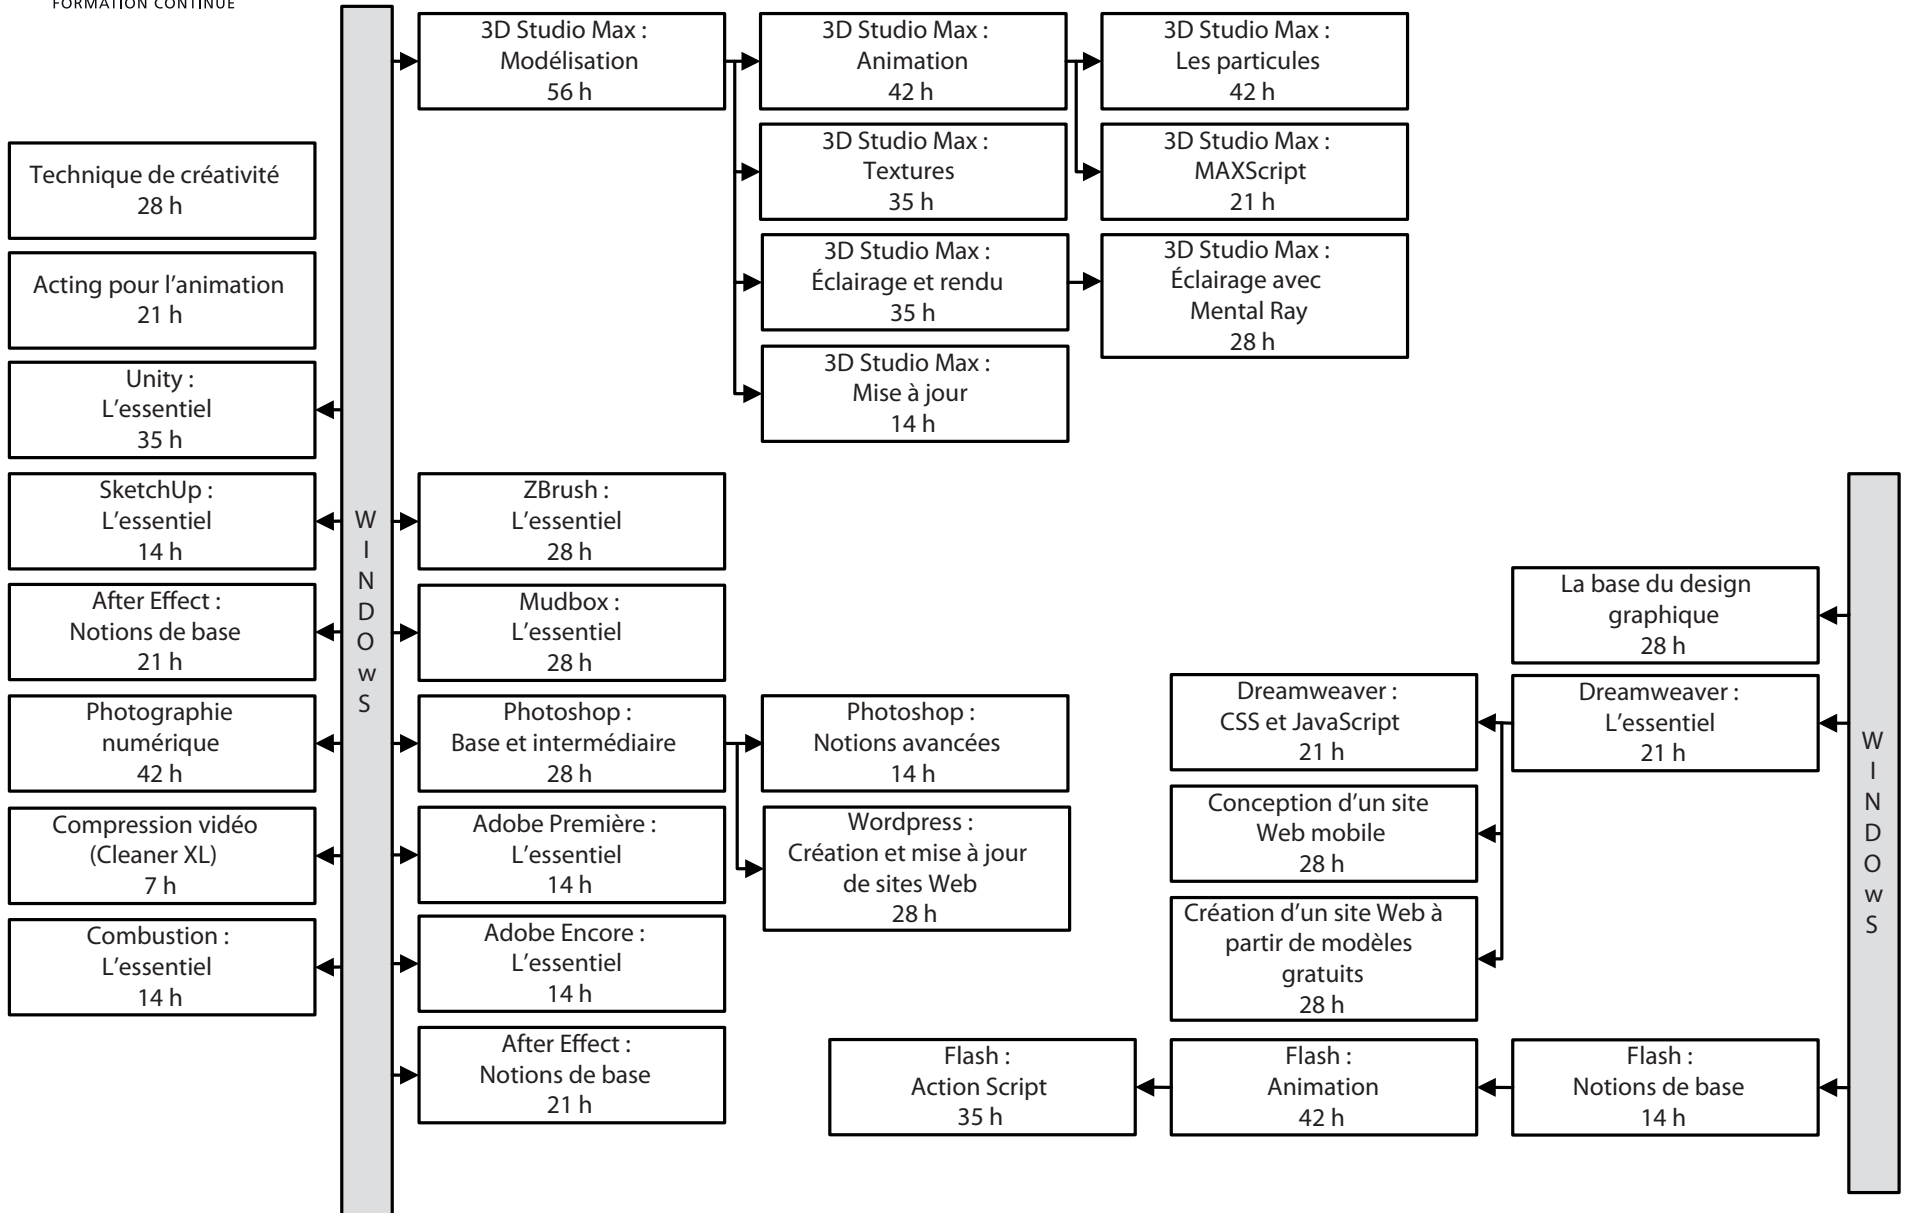 FORMATION CONTINUE
3D Studio Max :
Modélisation
56 h
3D Studio Max :
Animation
42 h
3D Studio Max :
Les particules
42 h
3D Studio Max :
Textures
35 h
3D Studio Max :
MAXScript
21 h
3D Studio Max :
Éclairage et rendu
35 h
3D Studio Max :
Éclairage avec
Mental Ray
28 h
3D Studio Max :
Mise à jour
14 h
Technique de créativité
28 h
Acting pour l'animation
21 h
Unity :
L'essentiel
35 h
SketchUp :
L'essentiel
14 h
After Effect :
Notions de base
21 h
Photographie
numérique
42 h
Compression vidéo
(Cleaner XL)
7 h
Combustion :
L'essentiel
14 h
W
I
N
D
O
w
S
ZBrush :
L'essentiel
28 h
Mudbox :
L'essentiel
28 h
Photoshop :
Base et intermédiaire
28 h
Photoshop :
Notions avancées
14 h
Adobe Première :
L'essentiel
14 h
Wordpress :
Création et mise à jour
de sites Web
28 h
Adobe Encore :
L'essentiel
14 h
After Effect :
Notions de base
21 h
La base du design
graphique
28 h
Dreamweaver :
CSS et JavaScript
21 h
Dreamweaver :
L'essentiel
21 h
Conception d'un site
Web mobile
28 h
Création d'un site Web à
partir de modèles
gratuits
28 h
Flash :
Action Script
35 h
Flash :
Animation
42 h
Flash :
Notions de base
14 h
W
I
N
D
O
w
S